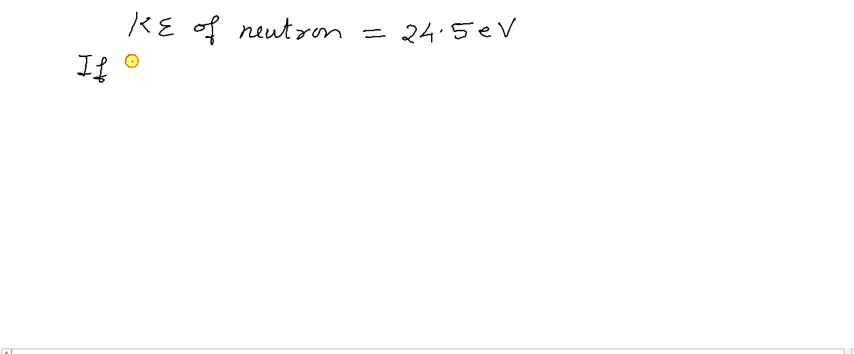 KE of neutron = 24.5 eV
If